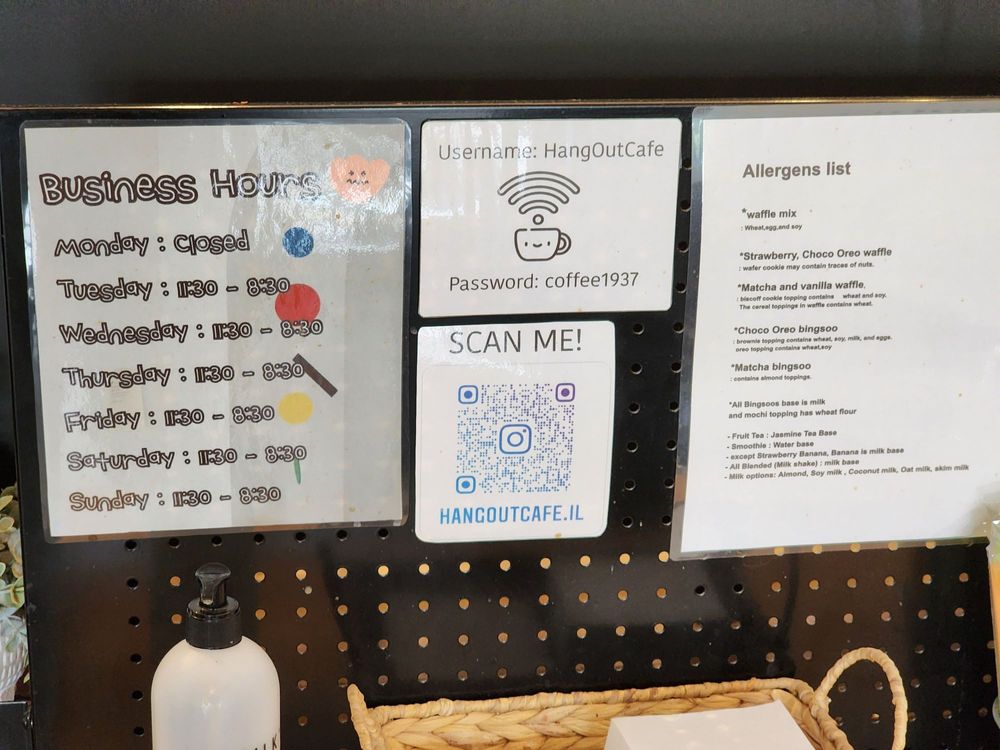 Business Hours
Monday : Closed
Tuesday : 11:30 - 8:30
Wednesday : 11:30 - 8:30
Thursday : 11:30 - 8:30
Friday : 11:30 - 8:30
Saturday : 11:30 - 8:30
Sunday : 11:30 - 8:30
Username: HangOutCafe
Password: coffee1937
SCAN ME!
HANGOUTCAFE.IL
Allergens list
*waffle mix
: Wheat,egg,and soy
*Strawberry, Choco Oreo waffle
: wafer cookie may contain traces of nuts.
*Matcha and vanilla waffle.
: biscoff cookie topping contains wheat and soy.
The cereal toppings in waffle contains wheat.
*Choco Oreo bingsoo
: brownie topping contains wheat, soy, milk, and eggs.
oreo topping contains wheat,soy
*Matcha bingsoo
: contains almond toppings.
*All Bingsoos base is milk
and mochi topping has wheat flour
- Fruit Tea : Jasmine Tea Base
- Smoothie : Water base
- except Strawberry Banana, Banana is milk base
- All Blended (Milk shake) : milk base
- Milk options: Almond, Soy milk , Coconut milk, Oat milk, skim milk